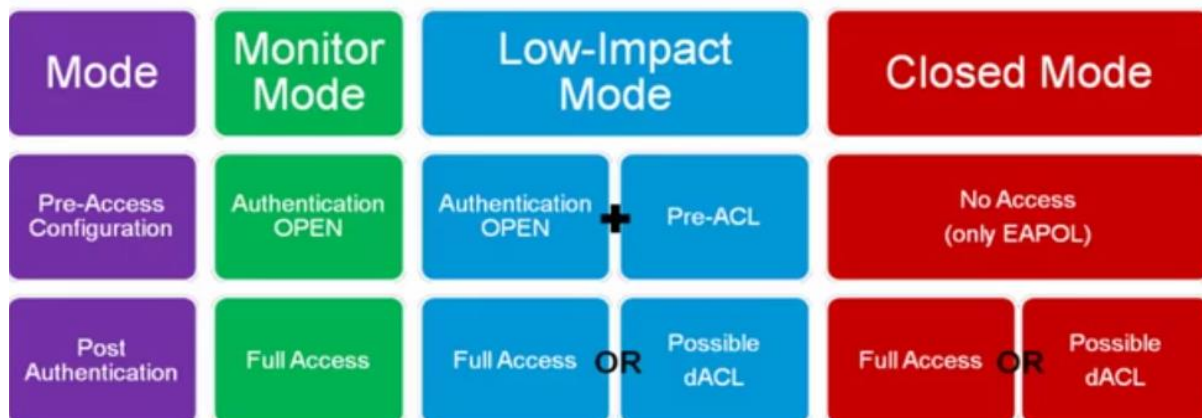 Mode
Monitor
Mode
Low-Impact
Mode
Closed Mode
Pre-Access
Configuration
Authentication
OPEN
Authentication
OPEN
+
Pre-ACL
No Access
(only EAPOL)
Post
Authentication
Full Access
Full Access
OR
Possible
dACL
Full Access
OR
Possible
dACL